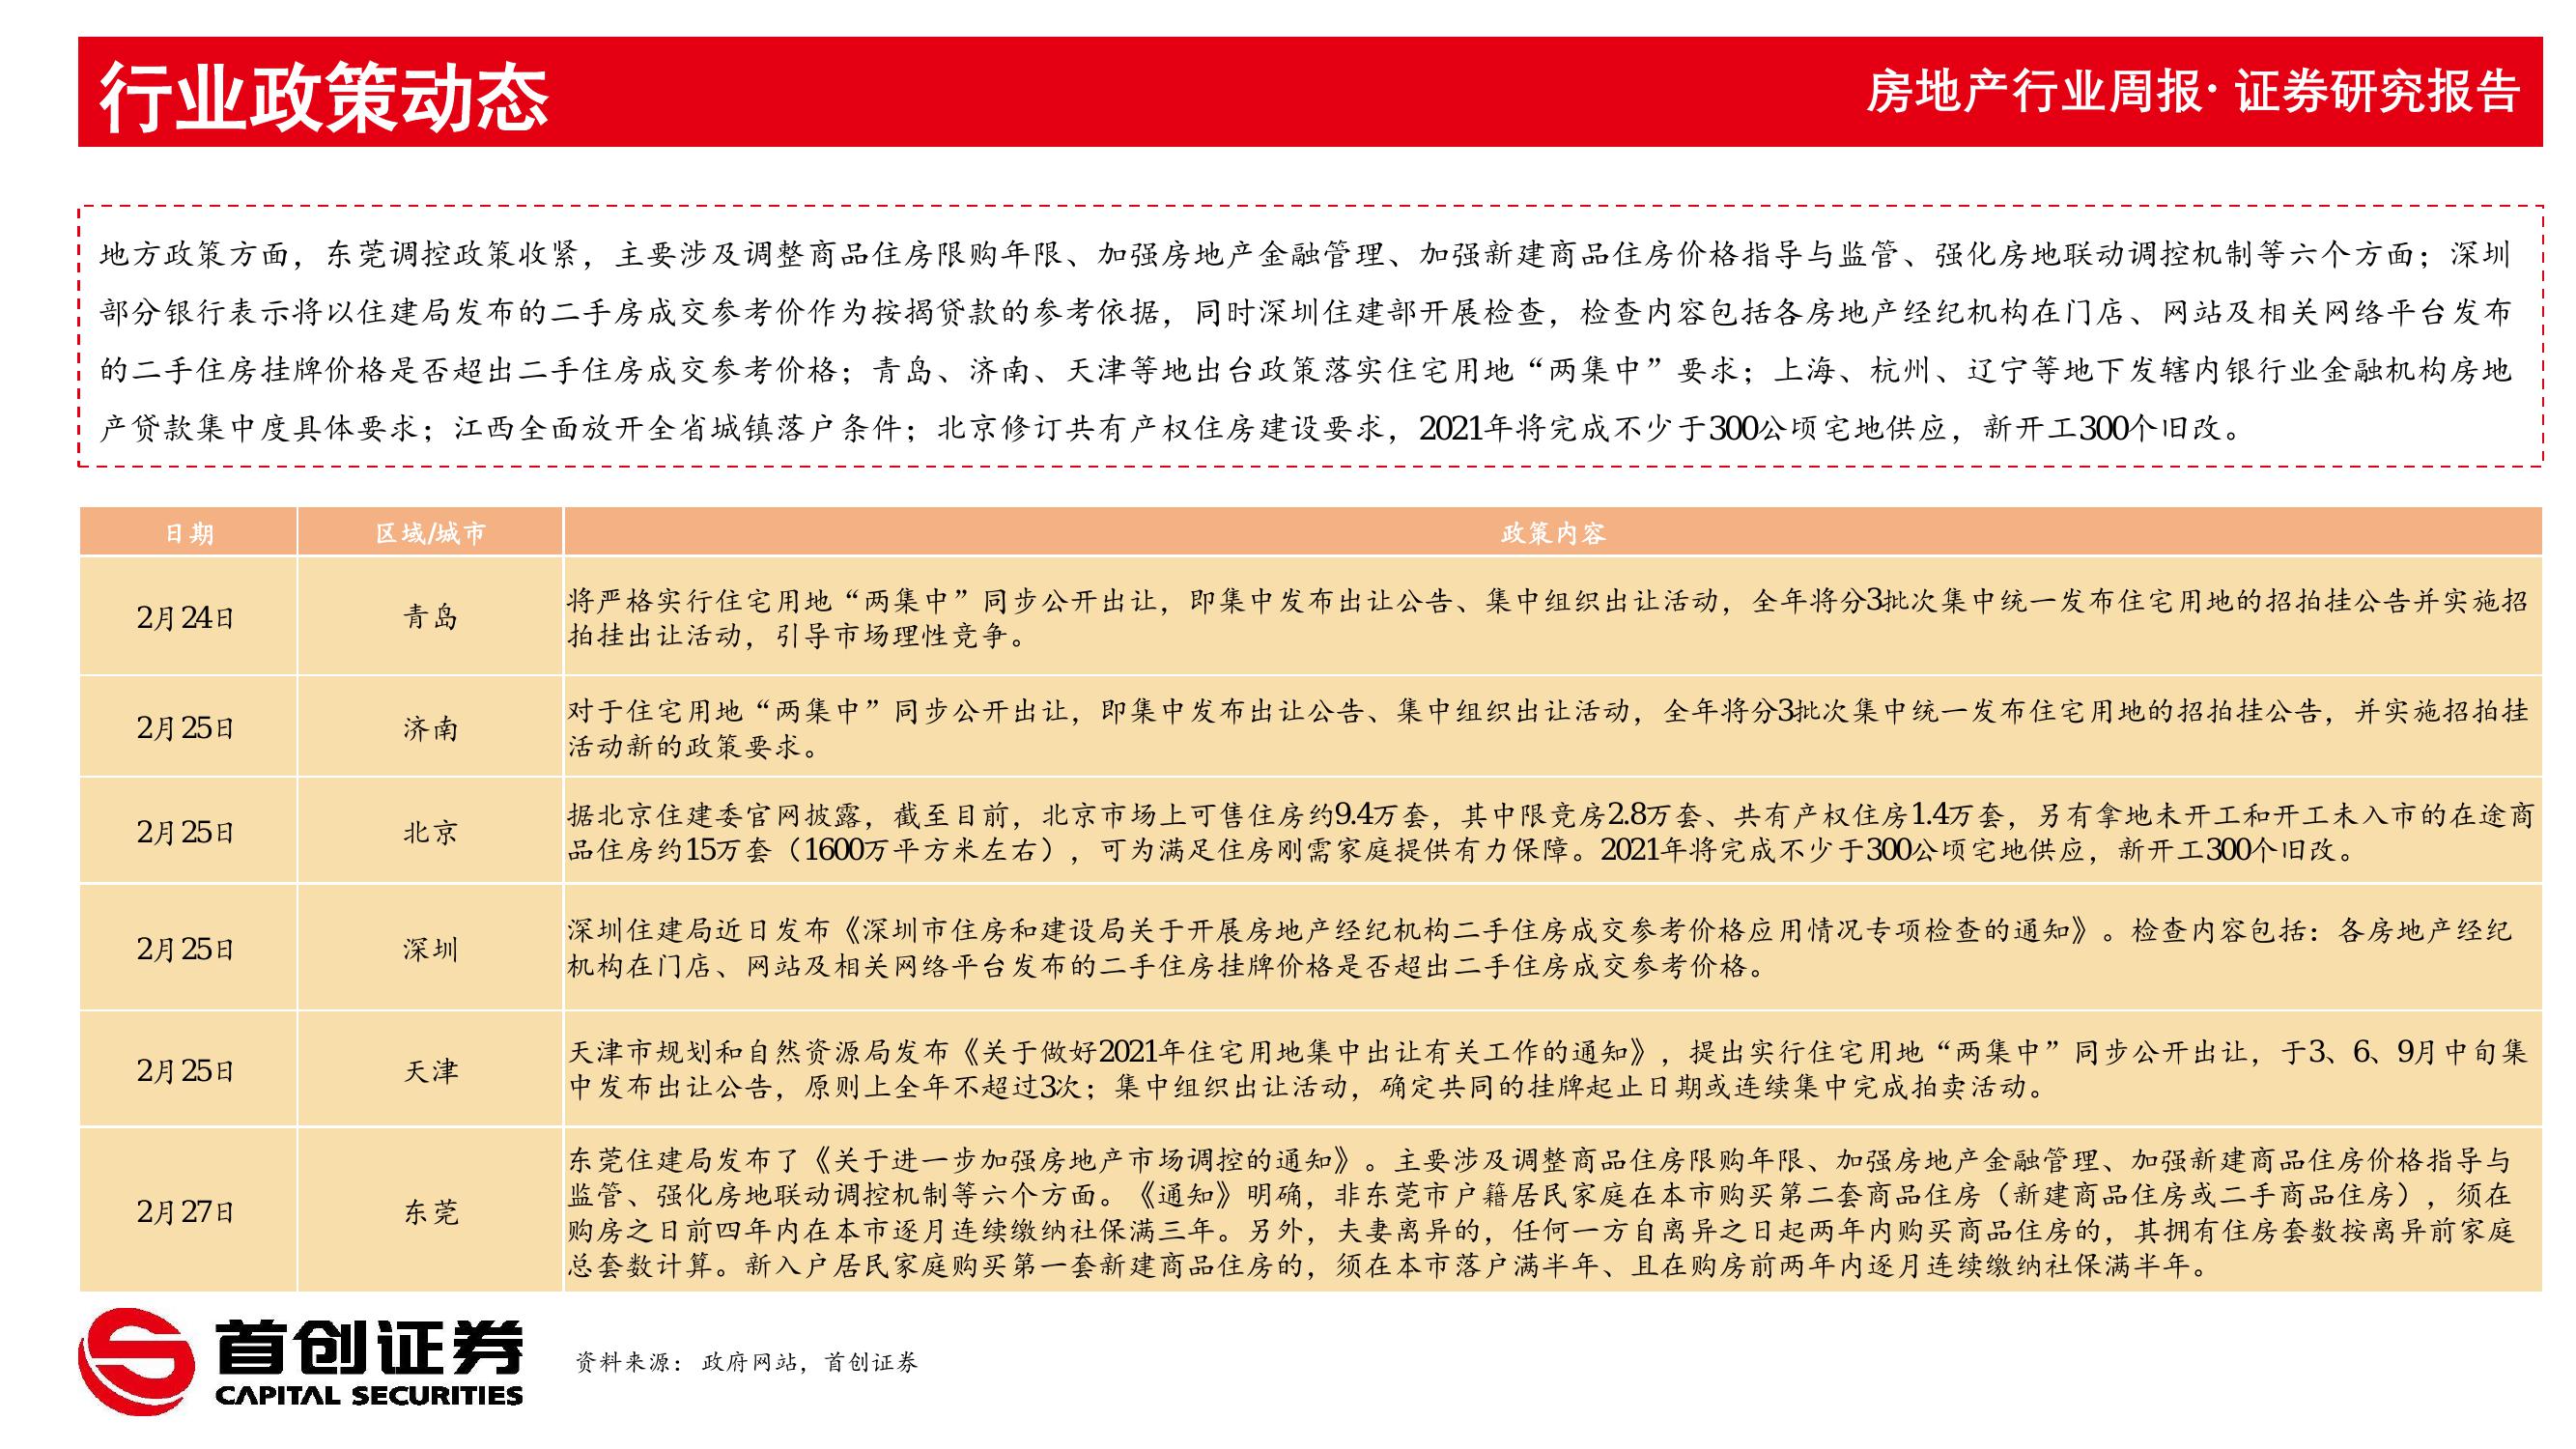 行业政策动态
房地产行业周报· 证券研究报告
地方政策方面，东莞调控政策收紧，主要涉及调整商品住房限购年限、加强房地产金融管理、加强新建商品住房价格指导与监管、强化房地联动调控机制等六个方面；深圳
部分银行表示将以住建局发布的二手房成交参考价作为按揭贷款的参考依据，同时深圳住建部开展检查，检查内容包括各房地产经纪机构在门店、网站及相关网络平台发布
的二手住房挂牌价格是否超出二手住房成交参考价格；青岛、济南、天津等地出台政策落实住宅用地“两集中”要求；上海、杭州、辽宁等地下发辖内银行业金融机构房地
产贷款集中度具体要求；江西全面放开全省城镇落户条件；北京修订共有产权住房建设要求，2021年将完成不少于300公顷宅地供应，新开工300个旧改。
日期 区域/城市 政策内容
2月24日 青岛
将严格实行住宅用地“两集中”同步公开出让，即集中发布出让公告、集中组织出让活动，全年将分3批次集中统一发布住宅用地的招拍挂公告并实施招
拍挂出让活动，引导市场理性竞争。
2月25日 济南
对于住宅用地“两集中”同步公开出让，即集中发布出让公告、集中组织出让活动，全年将分3批次集中统一发布住宅用地的招拍挂公告，并实施招拍挂
活动新的政策要求。
2月25日 北京
据北京住建委官网披露，截至目前，北京市场上可售住房约9.4万套，其中限竞房2.8万套、共有产权住房1.4万套，另有拿地未开工和开工未入市的在途商
品住房约15万套（1600万平方米左右），可为满足住房刚需家庭提供有力保障。2021年将完成不少于300公顷宅地供应，新开工300个旧改。
2月25日 深圳
深圳住建局近日发布《深圳市住房和建设局关于开展房地产经纪机构二手住房成交参考价格应用情况专项检查的通知》。检查内容包括：各房地产经纪
机构在门店、网站及相关网络平台发布的二手住房挂牌价格是否超出二手住房成交参考价格。
2月25日 天津
天津市规划和自然资源局发布《关于做好2021年住宅用地集中出让有关工作的通知》，提出实行住宅用地“两集中”同步公开出让，于3、6、9月中旬集
中发布出让公告，原则上全年不超过3次；集中组织出让活动，确定共同的挂牌起止日期或连续集中完成拍卖活动。
2月27日 东莞
东莞住建局发布了《关于进一步加强房地产市场调控的通知》。主要涉及调整商品住房限购年限、加强房地产金融管理、加强新建商品住房价格指导与
监管、强化房地联动调控机制等六个方面。《通知》明确，非东莞市户籍居民家庭在本市购买第二套商品住房（新建商品住房或二手商品住房），须在
购房之日前四年内在本市逐月连续缴纳社保满三年。另外，夫妻离异的，任何一方自离异之日起两年内购买商品住房的，其拥有住房套数按离异前家庭
总套数计算。新入户居民家庭购买第一套新建商品住房的，须在本市落户满半年、且在购房前两年内逐月连续缴纳社保满半年。
首创证券
CAPITAL SECURITIES
资料来源：政府网站，首创证券